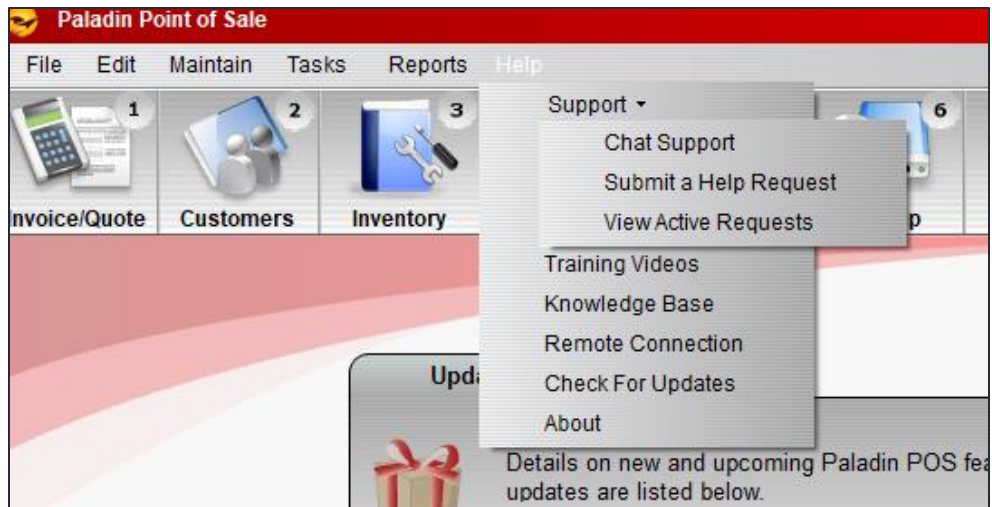 Paladin Point of Sale
File Edit Maintain Tasks Reports Help
1 2 3 6
Invoice/Quote Customers Inventory p
Support
Chat Support
Submit a Help Request
View Active Requests
Training Videos
Knowledge Base
Remote Connection
Check For Updates
About
Upda
Details on new and upcoming Paladin POS fea
updates are listed below.